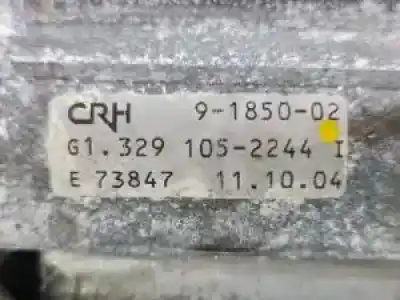 CRH 9-1850-02
G1.329 105-2244 I
E 73847 11.10.04